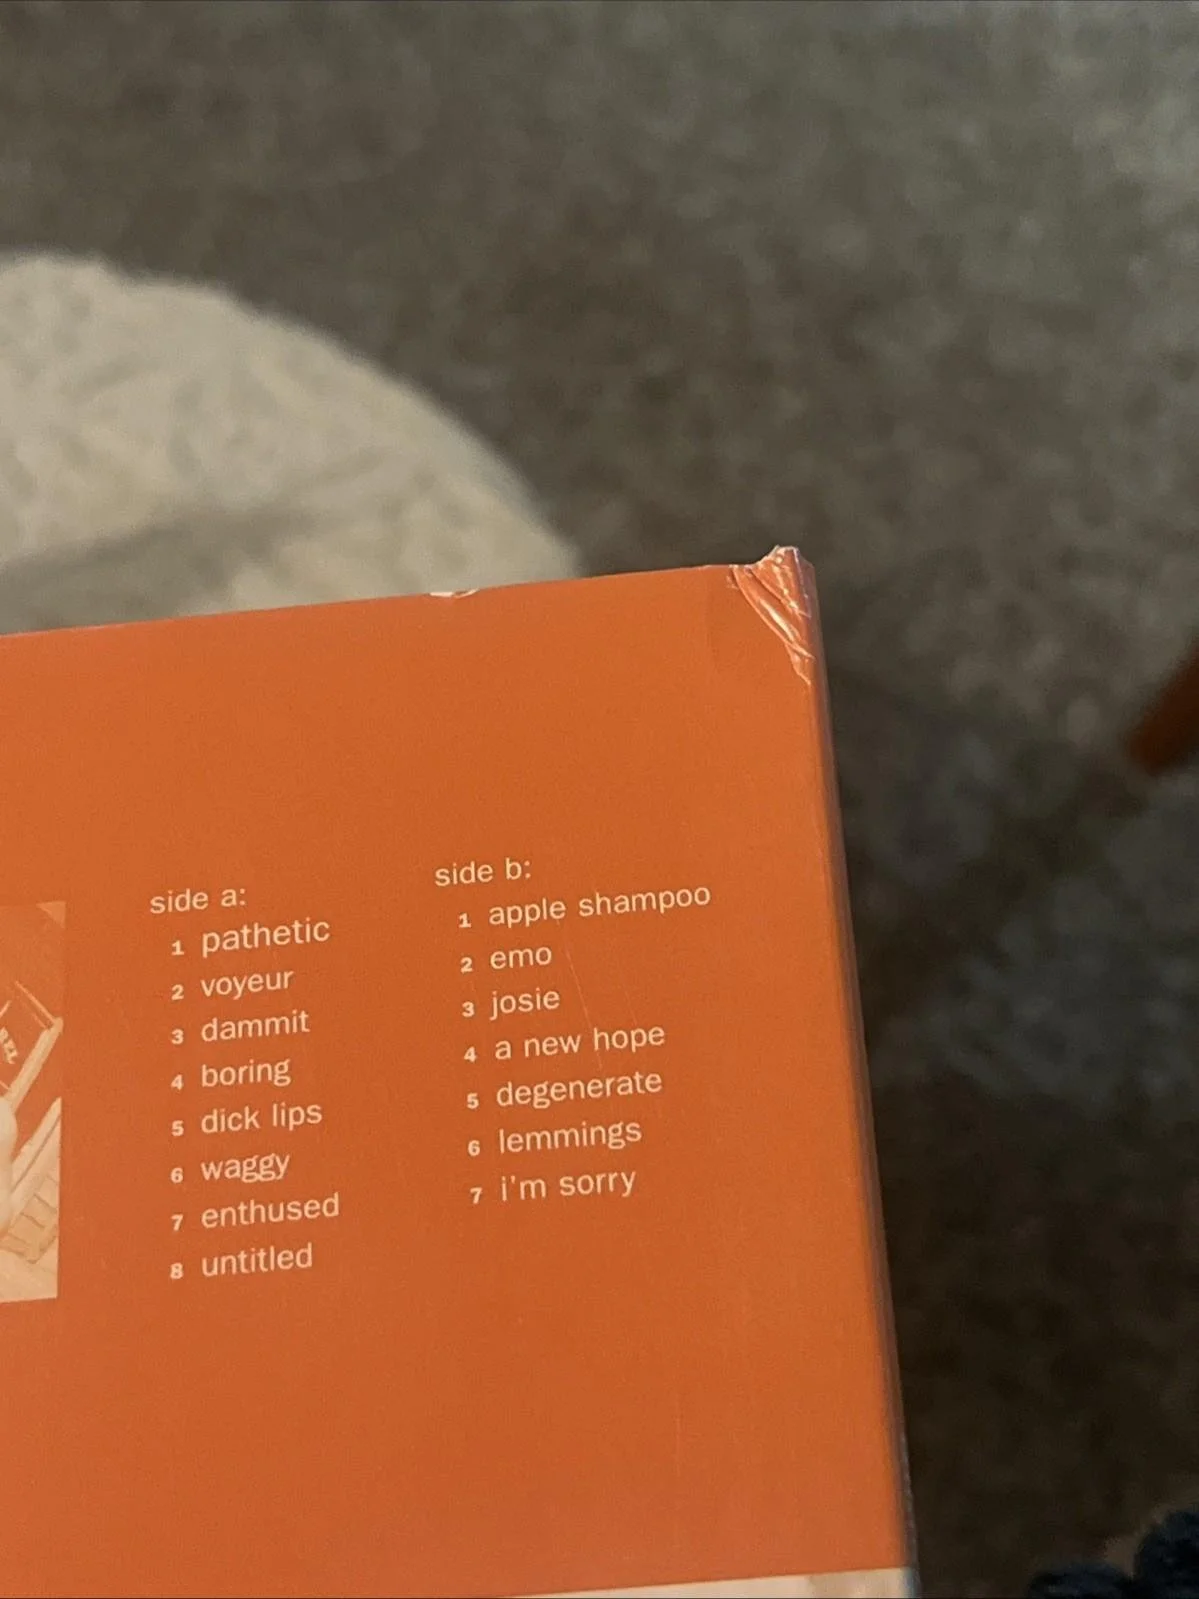 side a:
1 pathetic
2 voyeur
3 dammit
4 boring
5 dick lips
6 waggy
7 enthused
8 untitled
side b:
1 apple shampoo
2 emo
3 josie
4 a new hope
5 degenerate
6 lemmings
7 i'm sorry